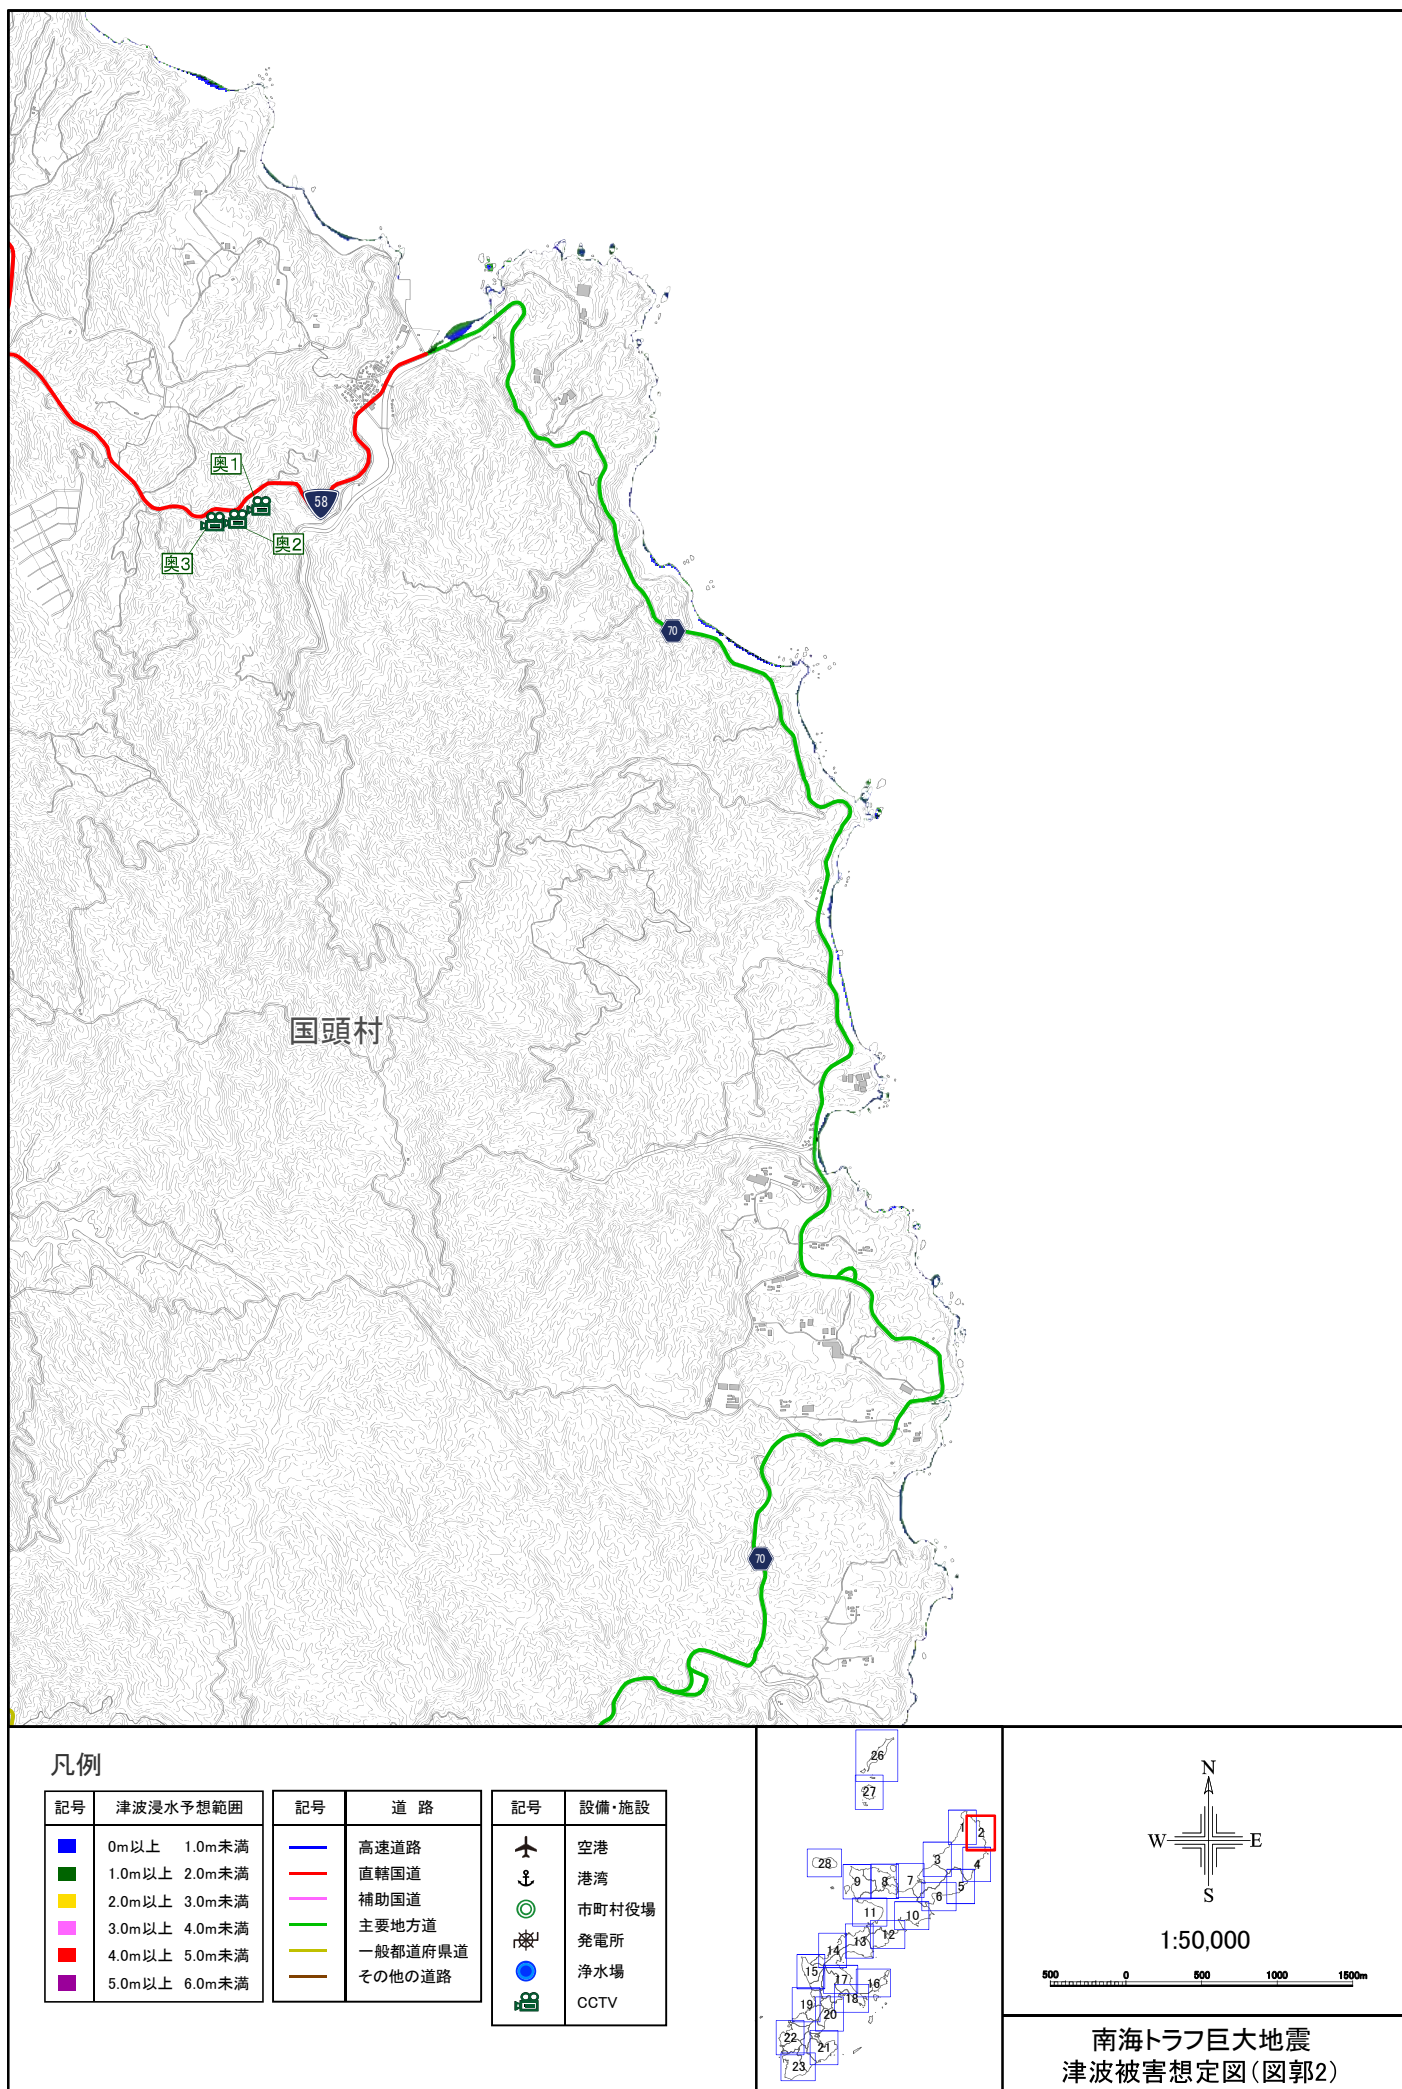 奥1
58
奥2
奥3
70
国頭村
70
凡例
記号 津波浸水予想範囲
0m以上 1.0m未満
1.0m以上 2.0m未満
2.0m以上 3.0m未満
3.0m以上 4.0m未満
4.0m以上 5.0m未満
5.0m以上 6.0m未満
記号 道 路
高速道路
直轄国道
補助国道
主要地方道
一般都道府県道
その他の道路
記号 設備・施設
空港
港湾
市町村役場
発電所
浄水場
CCTV
26
27
1
2
3
4
28
9
8
7
5
6
11
10
12
13
14
15
17
16
18
19
20
22
21
23
N
W
E
S
1:50,000
500 0 500 1000 1500m
南海トラフ巨大地震
津波被害想定図(図郭2)